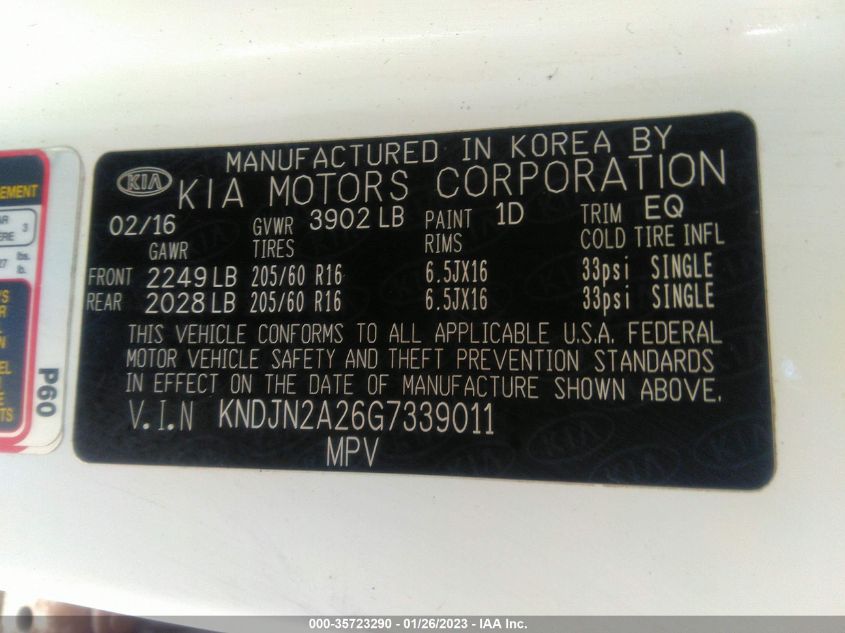 MANUFACTURED IN KOREA BY
KIA
KIA MOTORS CORPORATION
02/16 GVWR 3902 LB PAINT 1D TRIM EQ
GAWR TIRES RIMS COLD TIRE INFL
FRONT 2249 LB 205/60 R16 6.5JX16 33psi SINGLE
REAR 2028 LB 205/60 R16 6.5JX16 33psi SINGLE
THIS VEHICLE CONFORMS TO ALL APPLICABLE U.S.A. FEDERAL
MOTOR VEHICLE SAFETY AND THEFT PREVENTION STANDARDS
IN EFFECT ON THE DATE OF MANUFACTURE SHOWN ABOVE.
V.I.N KNDJN2A26G7339011
MPV
3
lbs.
lb.
P60
000-35723290 - 01/26/2023 - IAA Inc.